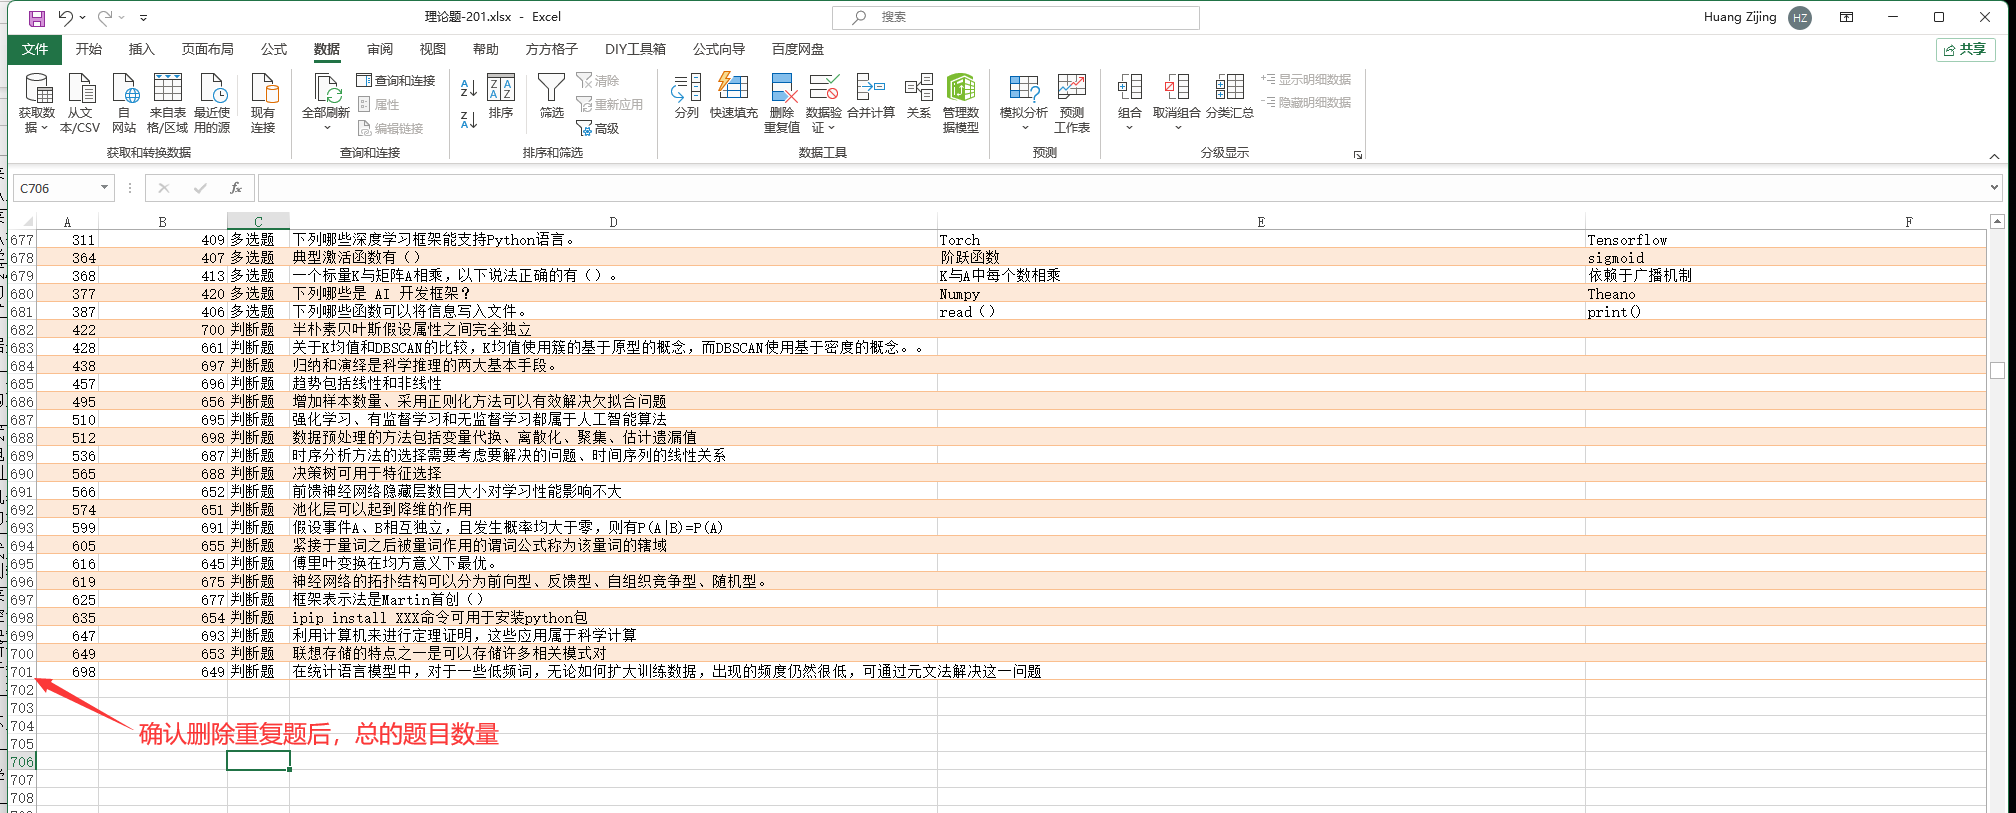 理论题-201.xlsx - Excel
搜索
Huang Zijing HZ
文件 开始 插入 页面布局 公式 数据 审阅 视图 帮助 方方格子 DIY工具箱 公式向导 百度网盘 共享
获取数据 从文本/CSV 自网站 来自表格/区域 最近使用的源 现有连接
获取和转换数据
全部刷新 查询和连接 属性 编辑链接
查询和连接
排序 筛选 清除 重新应用 高级
排序和筛选
分列 快速填充 删除重复值 数据验证 合并计算 关系 管理数据模型
数据工具
模拟分析 预测工作表
预测
组合 取消组合 分类汇总 显示明细数据 隐藏明细数据
分级显示
C706 fx
A B C D E F
677 311 409 多选题 下列哪些深度学习框架能支持Python语言。 Torch Tensorflow
678 364 407 多选题 典型激活函数有（） 阶跃函数 sigmoid
679 368 413 多选题 一个标量K与矩阵A相乘，以下说法正确的有（）。 K与A中每个数相乘 依赖于广播机制
680 377 420 多选题 下列哪些是 AI 开发框架？ Numpy Theano
681 387 406 多选题 下列哪些函数可以将信息写入文件。 read（） print()
682 422 700 判断题 半朴素贝叶斯假设属性之间完全独立
683 428 661 判断题 关于K均值和DBSCAN的比较，K均值使用簇的基于原型的概念，而DBSCAN使用基于密度的概念。。
684 438 697 判断题 归纳和演绎是科学推理的两大基本手段。
685 457 696 判断题 趋势包括线性和非线性
686 495 656 判断题 增加样本数量、采用正则化方法可以有效解决欠拟合问题
687 510 695 判断题 强化学习、有监督学习和无监督学习都属于人工智能算法
688 512 698 判断题 数据预处理的方法包括变量代换、离散化、聚集、估计遗漏值
689 536 687 判断题 时序分析方法的选择需要考虑要解决的问题、时间序列的线性关系
690 565 688 判断题 决策树可用于特征选择
691 566 652 判断题 前馈神经网络隐藏层数目大小对学习性能影响不大
692 574 651 判断题 池化层可以起到降维的作用
693 599 691 判断题 假设事件A、B相互独立，且发生概率均大于零，则有P(A|B)=P(A)
694 605 655 判断题 紧接于量词之后被量词作用的谓词公式称为该量词的辖域
695 616 645 判断题 傅里叶变换在均方意义下最优。
696 619 675 判断题 神经网络的拓扑结构可以分为前向型、反馈型、自组织竞争型、随机型。
697 625 677 判断题 框架表示法是Martin首创（）
698 635 654 判断题 ipip install XXX命令可用于安装python包
699 647 693 判断题 利用计算机来进行定理证明，这些应用属于科学计算
700 649 653 判断题 联想存储的特点之一是可以存储许多相关模式对
701 698 649 判断题 在统计语言模型中，对于一些低频词，无论如何扩大训练数据，出现的频度仍然很低，可通过元文法解决这一问题
702
703
704
705
确认删除重复题后，总的题目数量
706
707
708